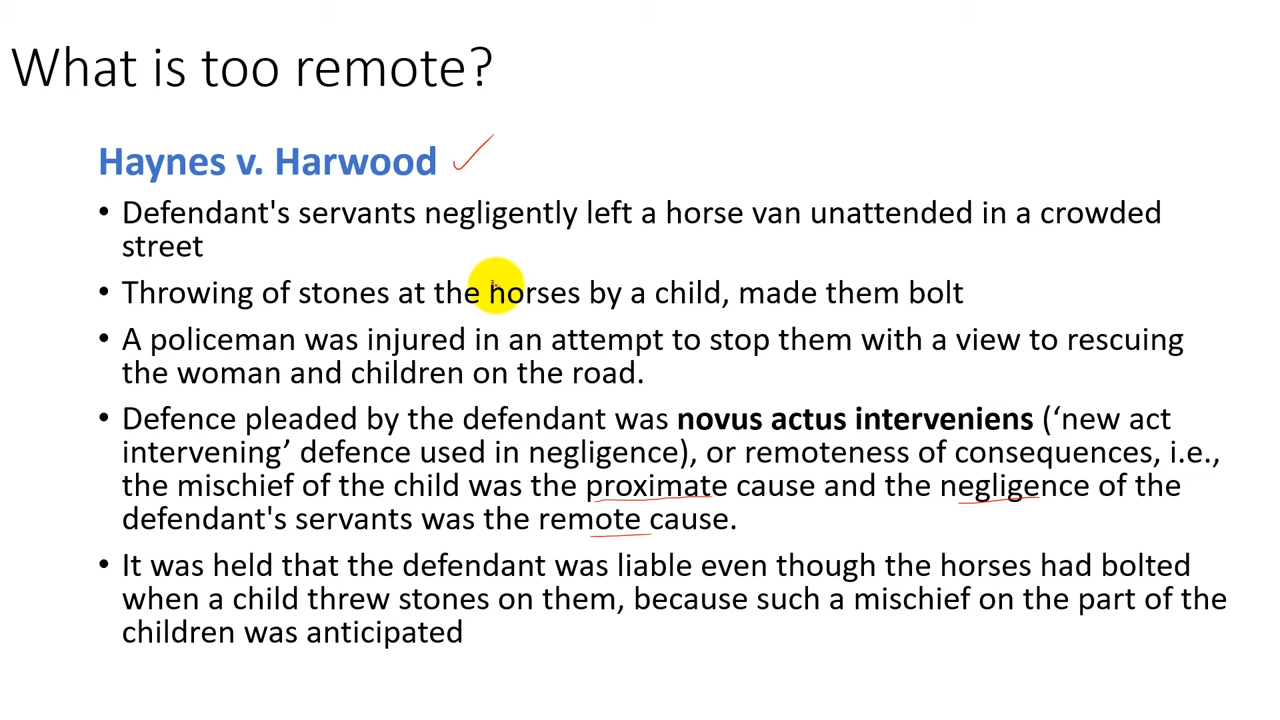 What is too remote?
Haynes v. Harwood
• Defendant's servants negligently left a horse van unattended in a crowded
street
• Throwing of stones at the horses by a child, made them bolt
• A policeman was injured in an attempt to stop them with a view to rescuing
the woman and children on the road.
• Defence pleaded by the defendant was novus actus interveniens (‘new act
intervening’ defence used in negligence), or remoteness of consequences, i.e.,
the mischief of the child was the proximate cause and the negligence of the
defendant's servants was the remote cause.
• It was held that the defendant was liable even though the horses had bolted
when a child threw stones on them, because such a mischief on the part of the
children was anticipated